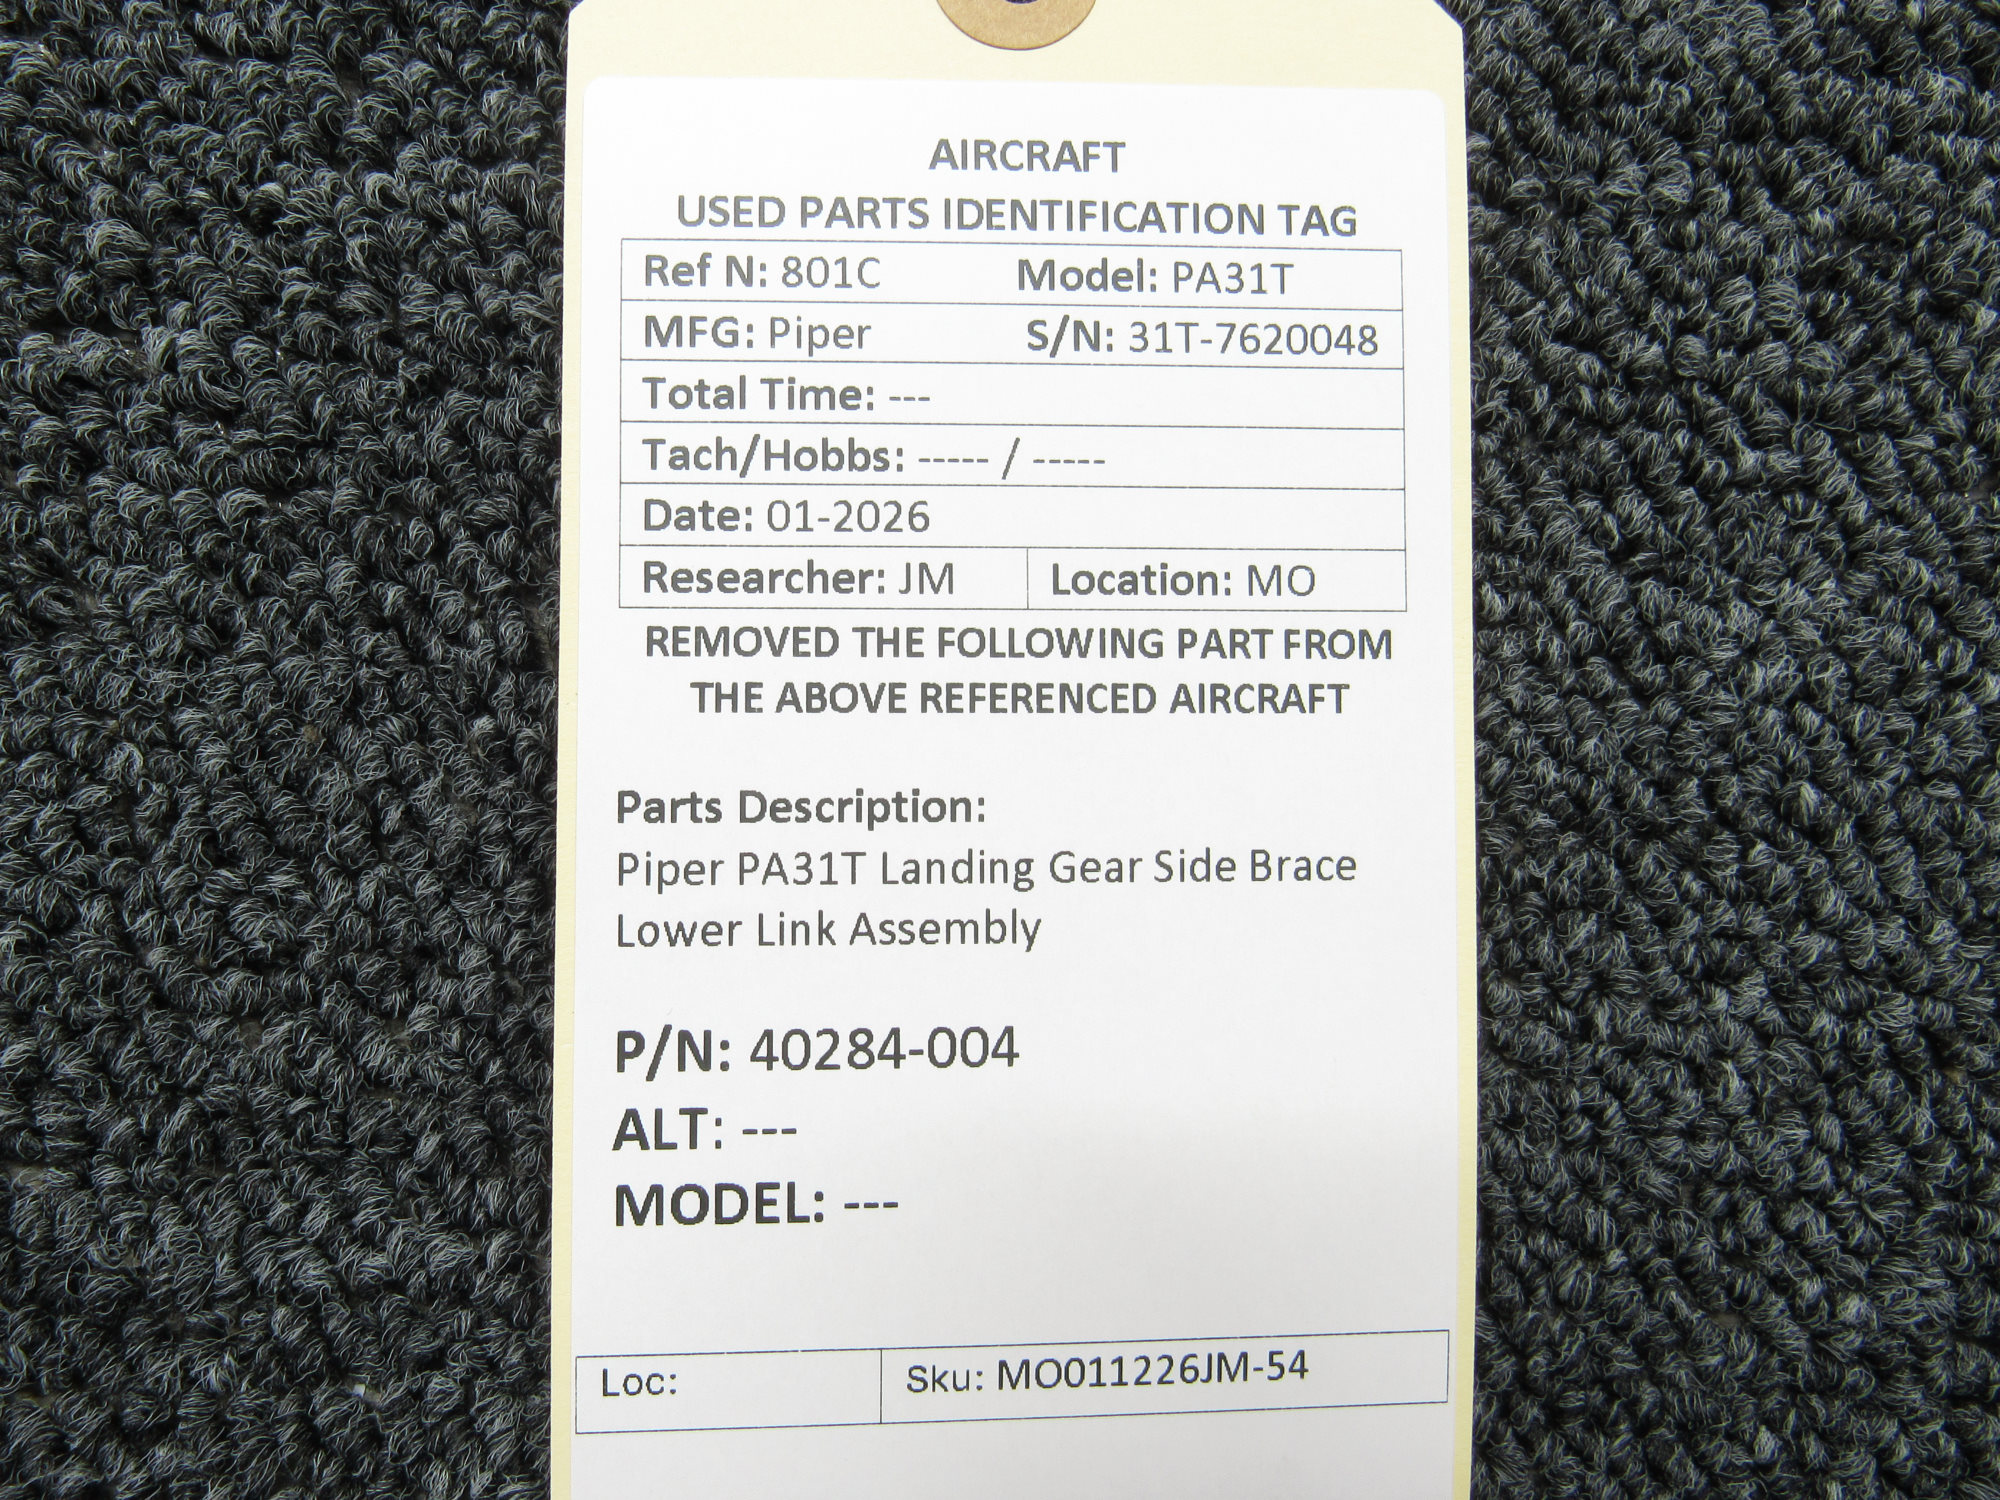 AIRCRAFT
USED PARTS IDENTIFICATION TAG
Ref N: 801C Model: PA31T
MFG: Piper S/N: 31T-7620048
Total Time: ---
Tach/Hobbs: ----- / -----
Date: 01-2026
Researcher: JM Location: MO
REMOVED THE FOLLOWING PART FROM
THE ABOVE REFERENCED AIRCRAFT
Parts Description:
Piper PA31T Landing Gear Side Brace
Lower Link Assembly
P/N: 40284-004
ALT: ---
MODEL: ---
Loc: Sku: MO011226JM-54